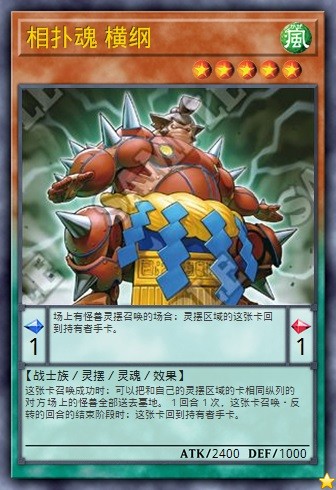 相扑魂 横纲
風
场上有怪兽灵摆召唤的场合：灵摆区域的这张卡回
到持有者手卡。
1
1
【战士族／灵摆／灵魂／效果】
这张卡召唤成功时：可以把和自己的灵摆区域的卡相同纵列的
对方场上的怪兽全部送去墓地。１回合１次，这张卡召唤·反
转的回合的结束阶段时：这张卡回到持有者手卡。
ATK/2400 DEF/1000